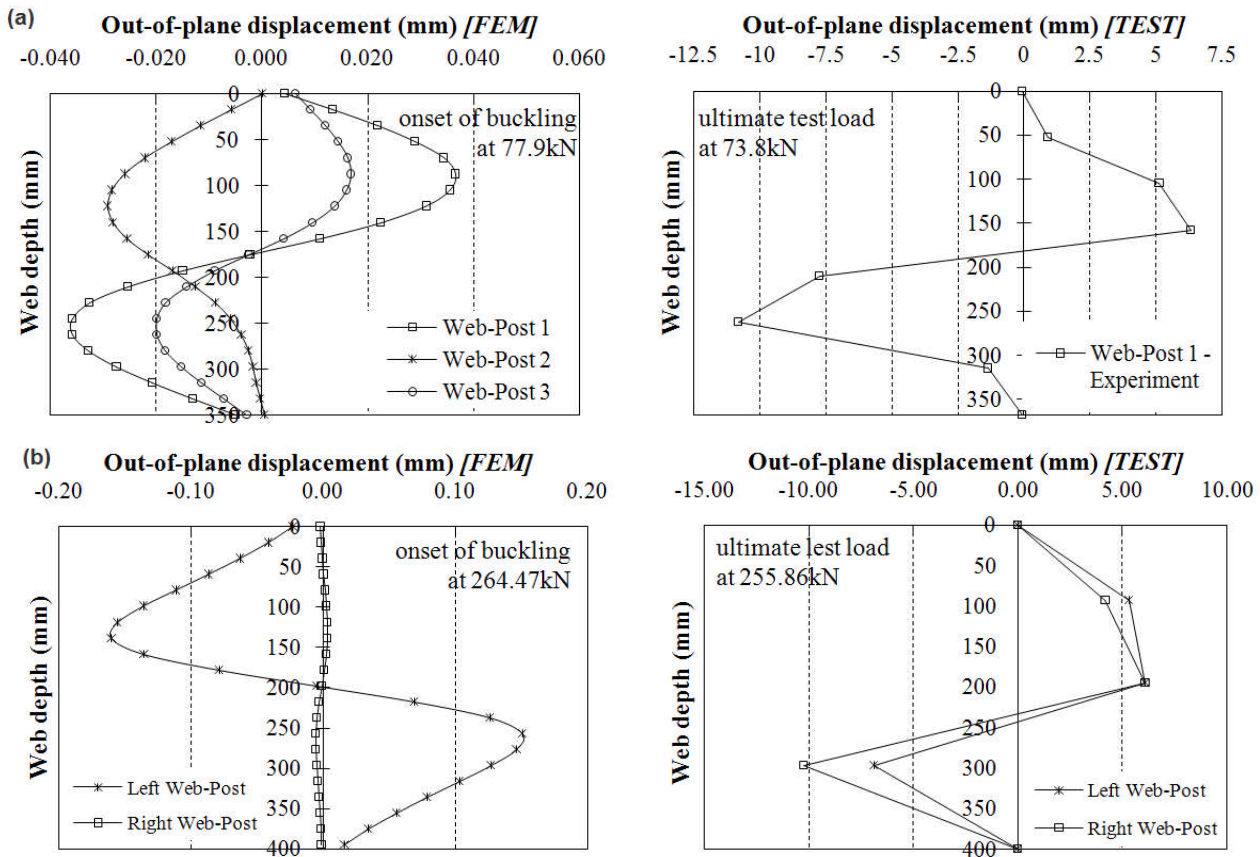 (a)
Out-of-plane displacement (mm) [FEM]
-0.040 -0.020 0.000 0.020 0.040 0.060
0
50
100
150
200
250
300
350
Web depth (mm)
onset of buckling
at 77.9kN
Web-Post 1
Web-Post 2
Web-Post 3
Out-of-plane displacement (mm) [TEST]
-12.5 -10 -7.5 -5 -2.5 0 2.5 5 7.5
0
50
100
150
200
250
300
350
Web depth (mm)
ultimate test load
at 73.8kN
Web-Post 1 -
Experiment
(b)
Out-of-plane displacement (mm) [FEM]
-0.20 -0.10 0.00 0.10 0.20
0
50
100
150
200
250
300
350
400
Web depth (mm)
onset of buckling
at 264.47kN
Left Web-Post
Right Web-Post
Out-of-plane displacement (mm) [TEST]
-15.00 -10.00 -5.00 0.00 5.00 10.00
0
50
100
150
200
250
300
350
400
Web depth (mm)
ultimate lest load
at 255.86kN
Left Web-Post
Right Web-Post